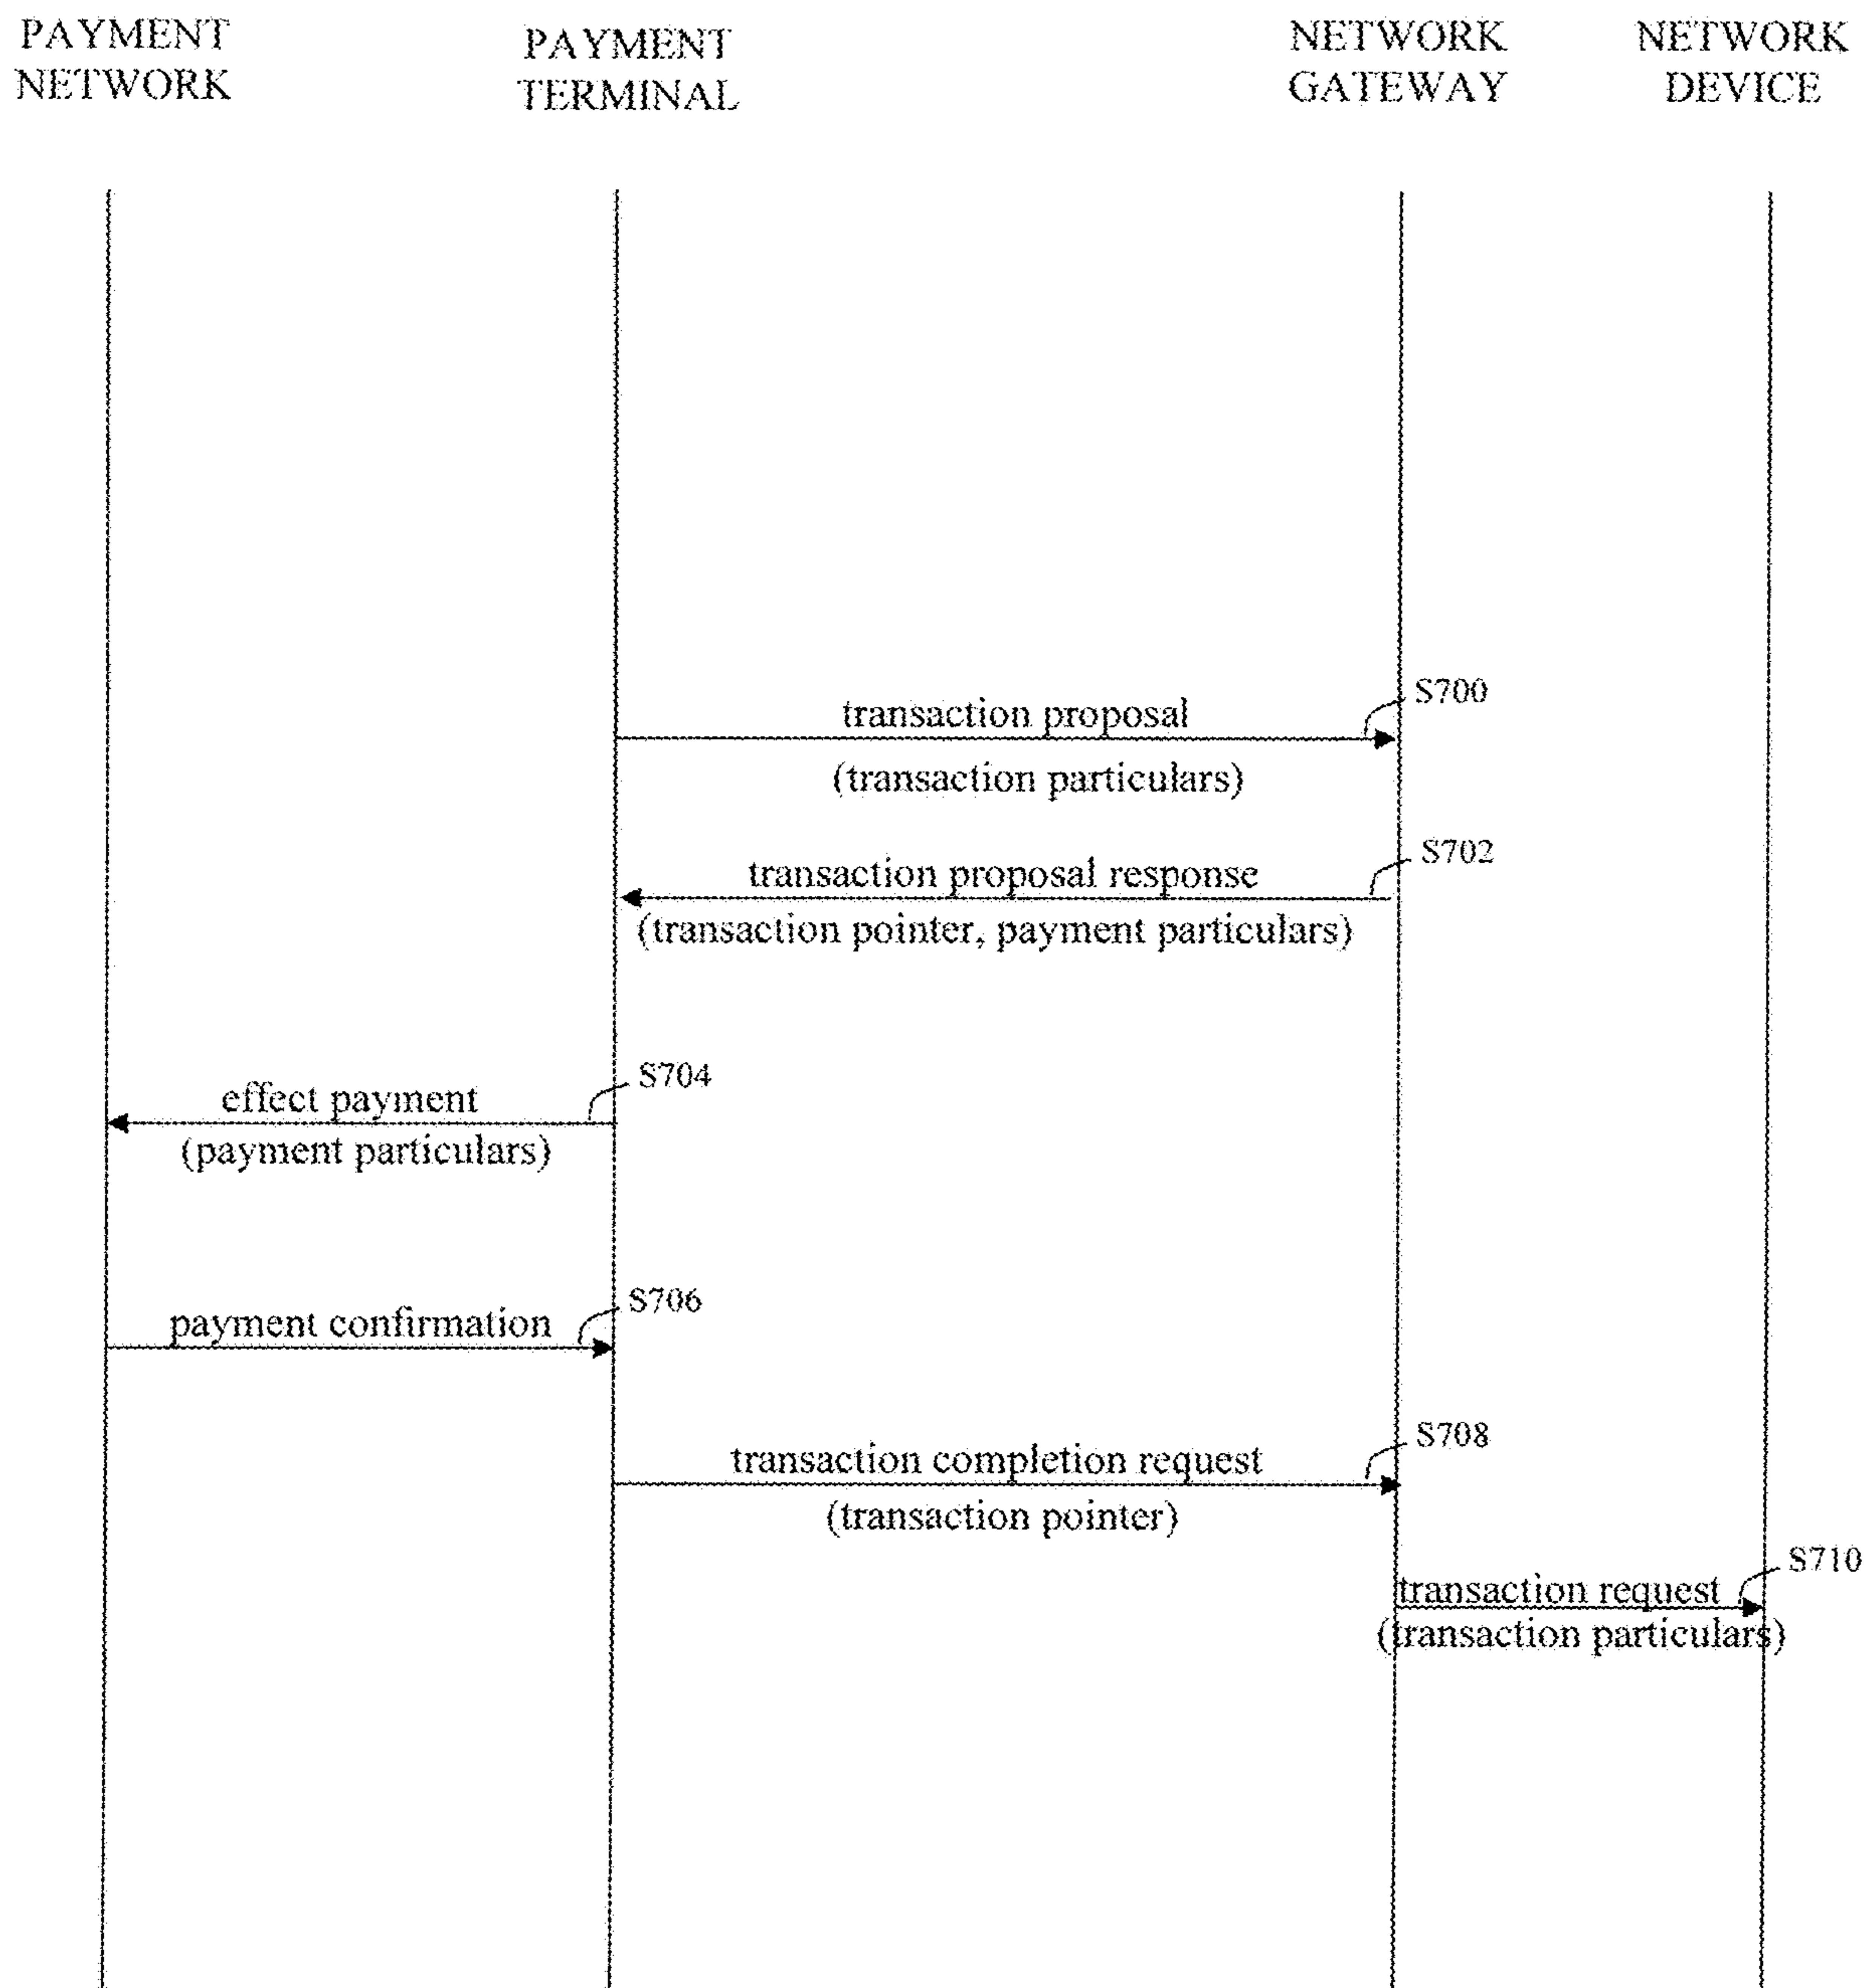 PAYMENT
NETWORK
PAYMENT
TERMINAL
NETWORK
GATEWAY
NETWORK
DEVICE
S700
transaction proposal
(transaction particulars)
S702
transaction proposal response
(transaction pointer, payment particulars)
S704
effect payment
(payment particulars)
S706
payment confirmation
S708
transaction completion request
(transaction pointer)
S710
transaction request
(transaction particulars)